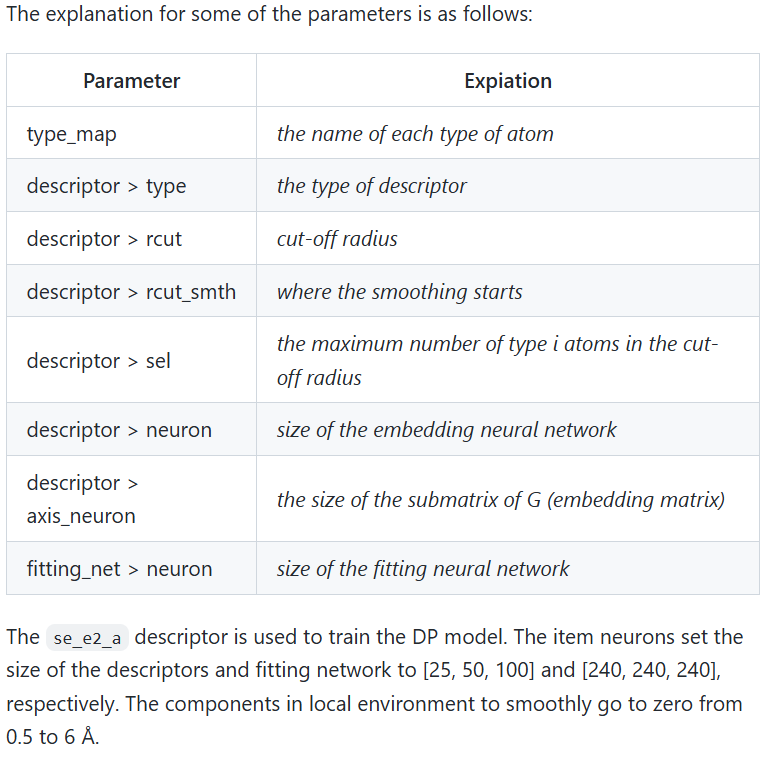 The explanation for some of the parameters is as follows:
Parameter Expiation
type_map the name of each type of atom
descriptor > type the type of descriptor
descriptor > rcut cut-off radius
descriptor > rcut_smth where the smoothing starts
descriptor > sel the maximum number of type i atoms in the cut-
off radius
descriptor > neuron size of the embedding neural network
descriptor >
axis_neuron the size of the submatrix of G (embedding matrix)
fitting_net > neuron size of the fitting neural network
The se_e2_a descriptor is used to train the DP model. The item neurons set the
size of the descriptors and fitting network to [25, 50, 100] and [240, 240, 240],
respectively. The components in local environment to smoothly go to zero from
0.5 to 6 Å.